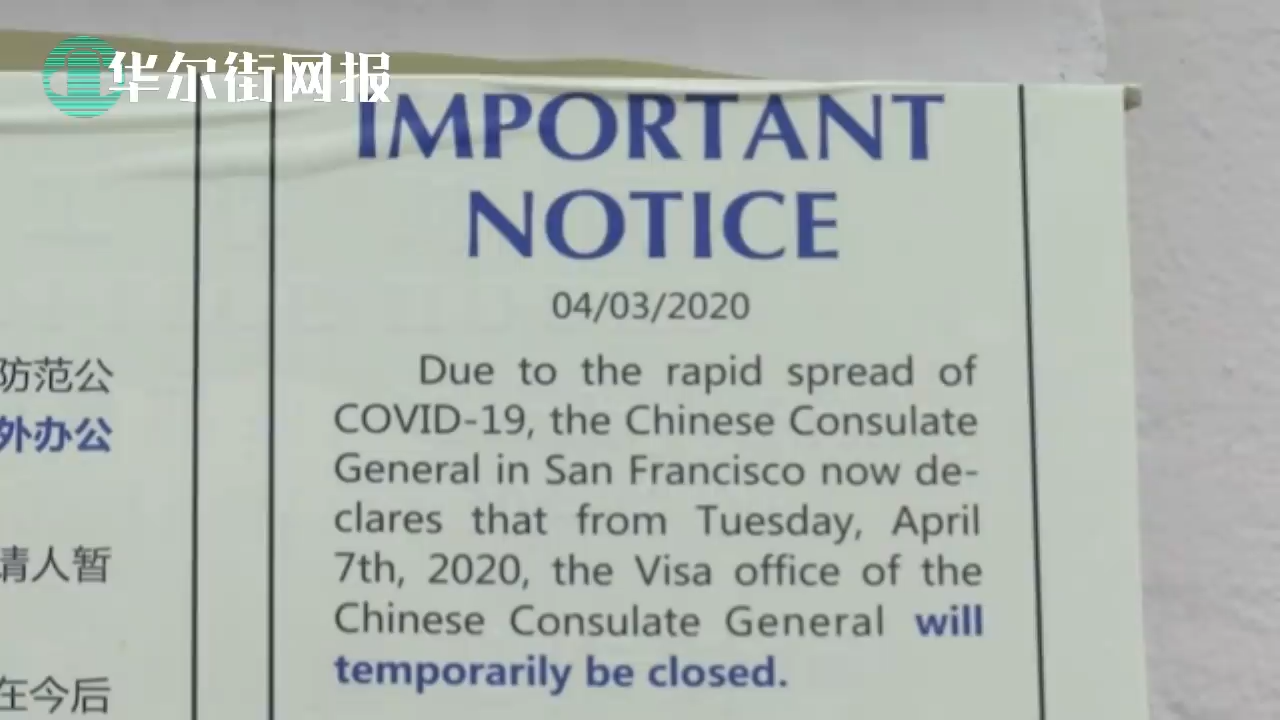 华尔街网报
IMPORTANT
NOTICE
04/03/2020
Due to the rapid spread of
COVID-19, the Chinese Consulate
General in San Francisco now de-
clares that from Tuesday, April
7th, 2020, the Visa office of the
Chinese Consulate General will
temporarily be closed.
防范公
外办公
请人暂
在今后